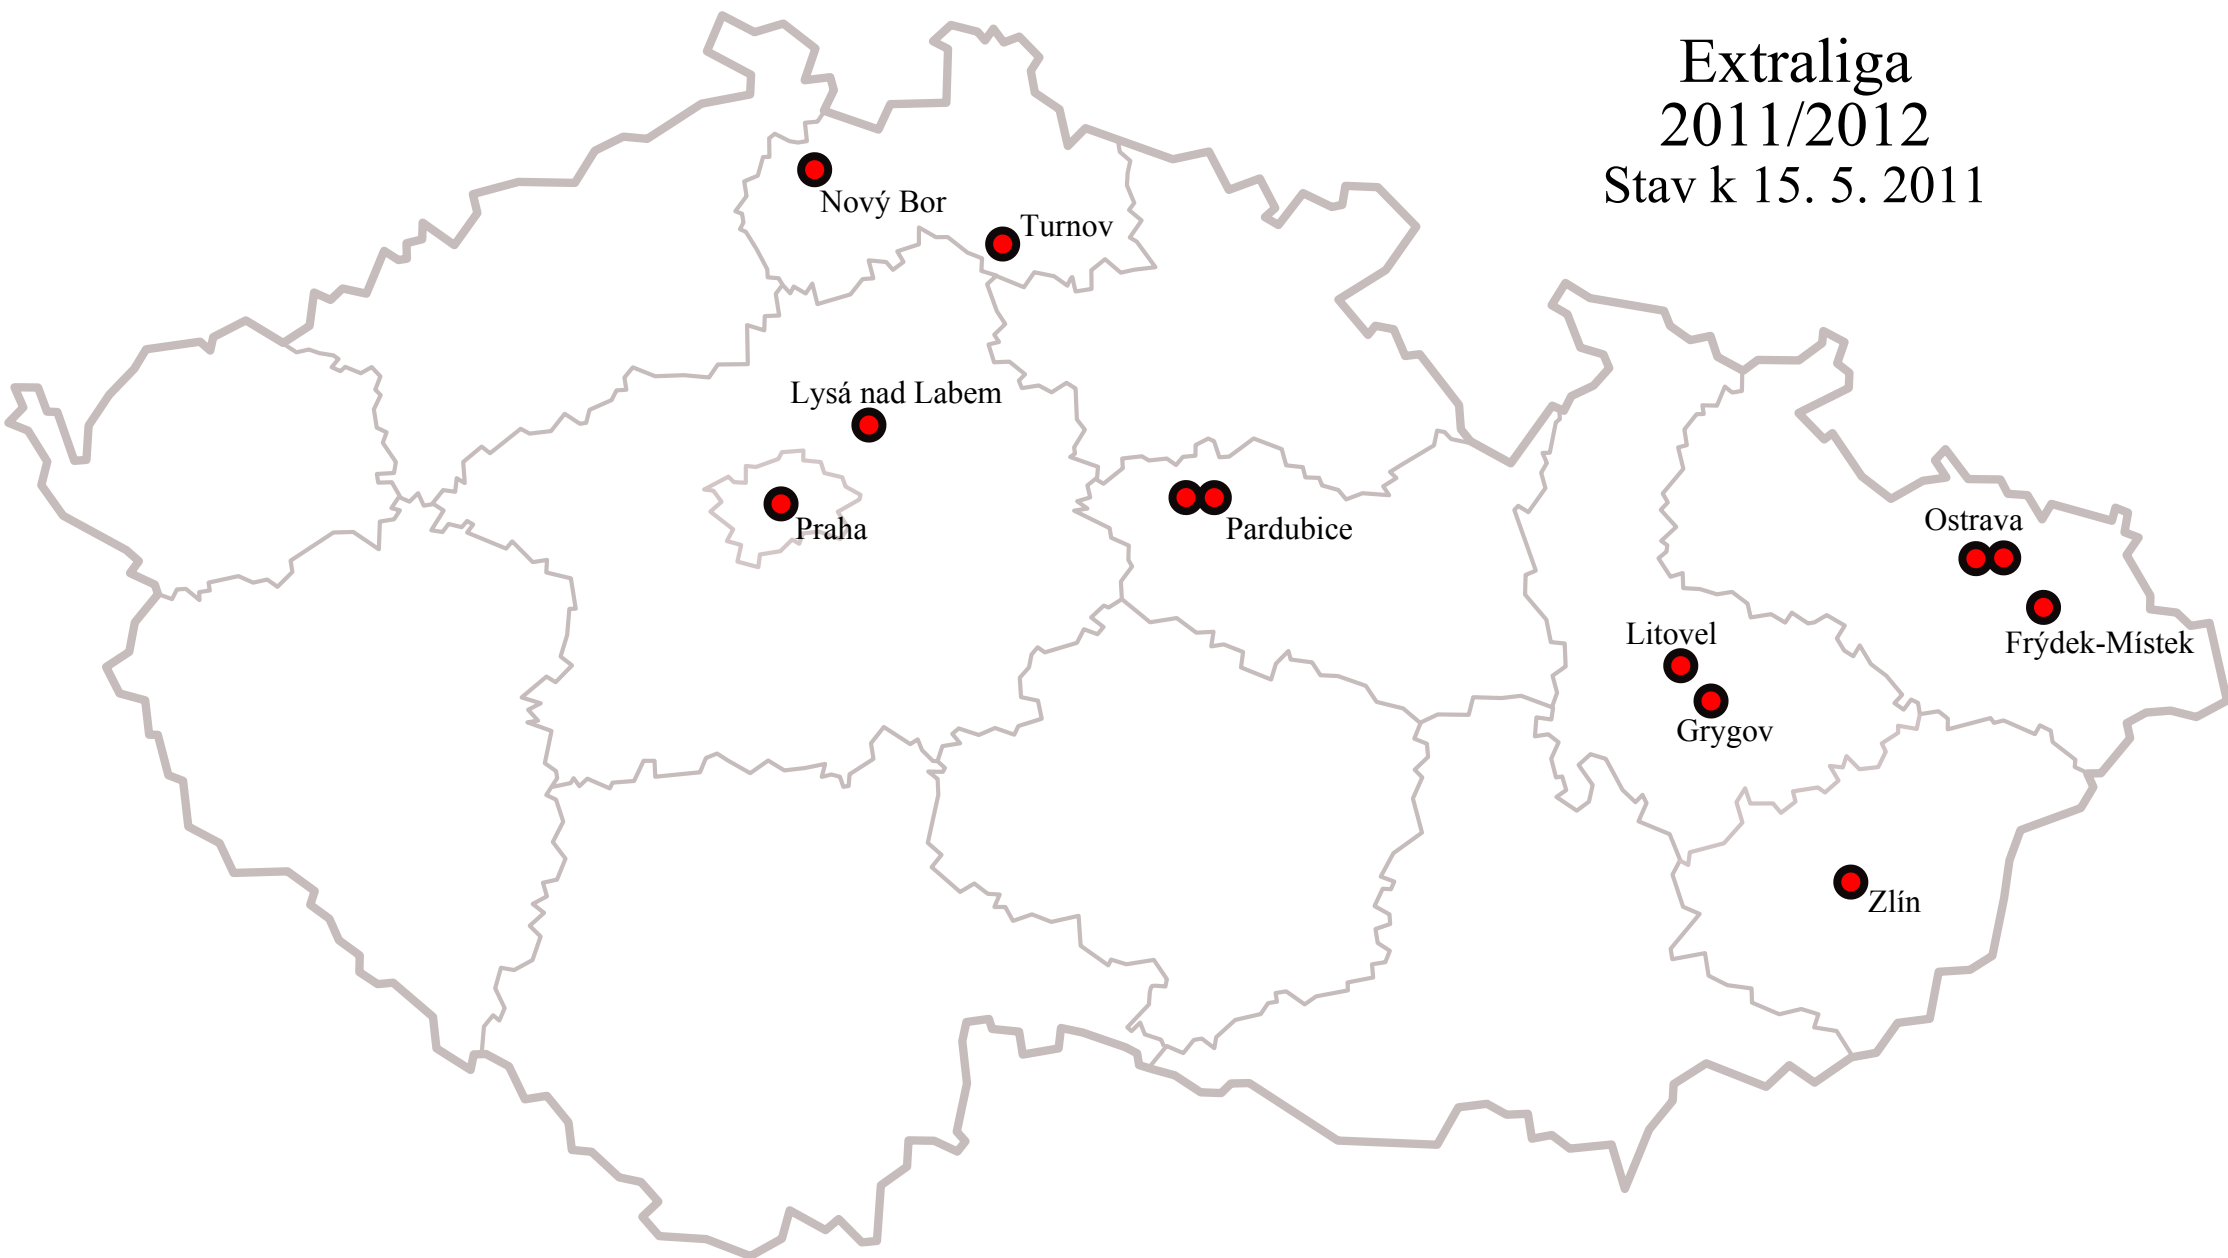 Extraliga
2011/2012
Stav k 15. 5. 2011
Nový Bor
Turnov
Lysá nad Labem
Praha
Pardubice
Ostrava
Frýdek-Místek
Litovel
Grygov
Zlín